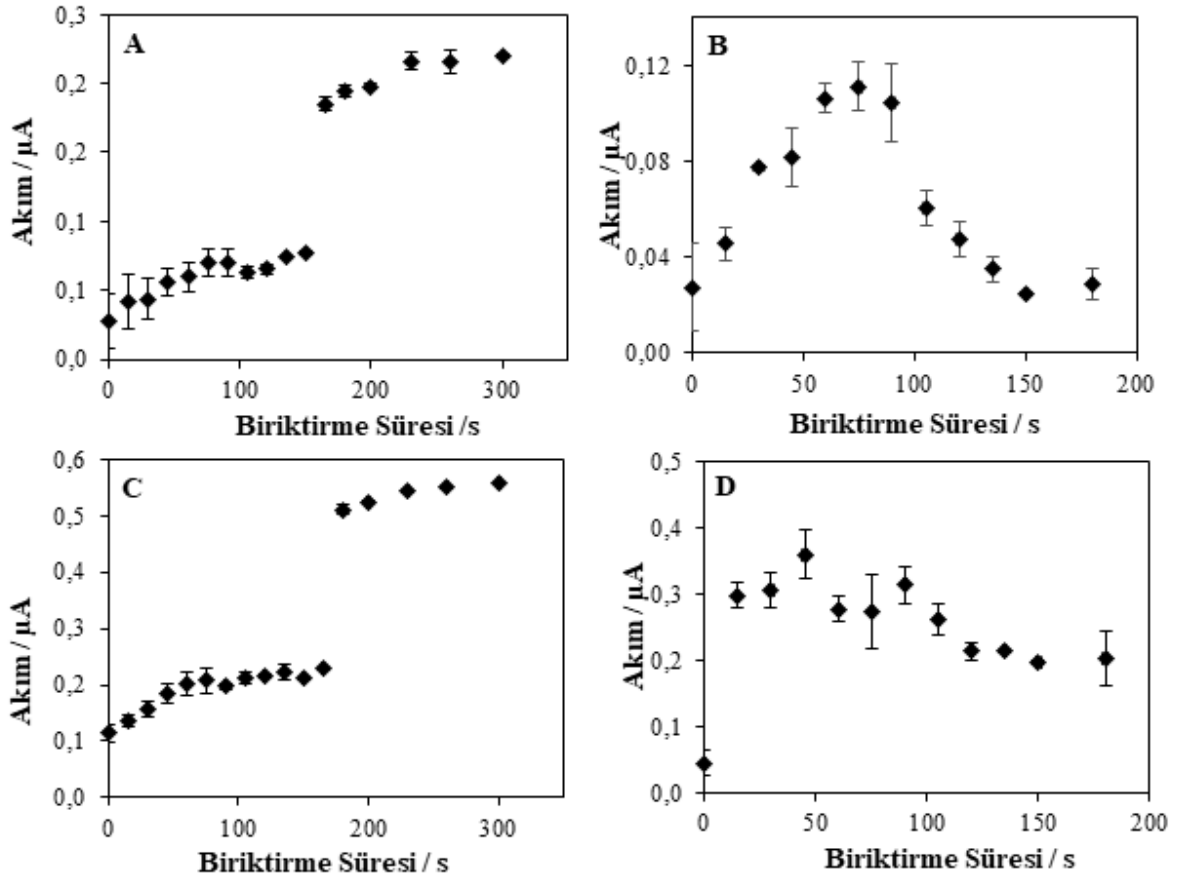 A
Akım / µA
0,3
0,2
0,2
0,1
0,1
0,0
0 100 200 300
Biriktirme Süresi /s
B
Akım / µA
0,12
0,08
0,04
0,00
0 50 100 150 200
Biriktirme Süresi / s
C
Akım / µA
0,6
0,5
0,4
0,3
0,2
0,1
0,0
0 100 200 300
Biriktirme Süresi / s
D
Akım / µA
0,5
0,4
0,3
0,2
0,1
0,0
0 50 100 150 200
Biriktirme Süresi / s